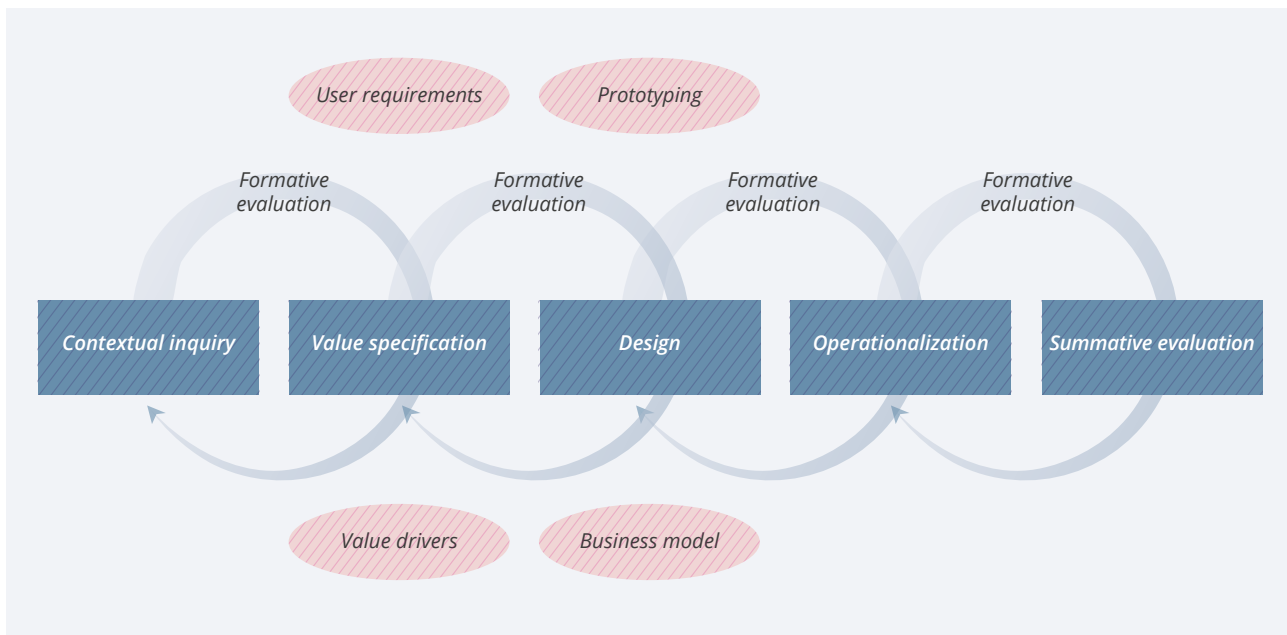 User requirements
Prototyping
Formative
evaluation
Formative
evaluation
Formative
evaluation
Formative
evaluation
Contextual inquiry
Value specification
Design
Operationalization
Summative evaluation
Value drivers
Business model